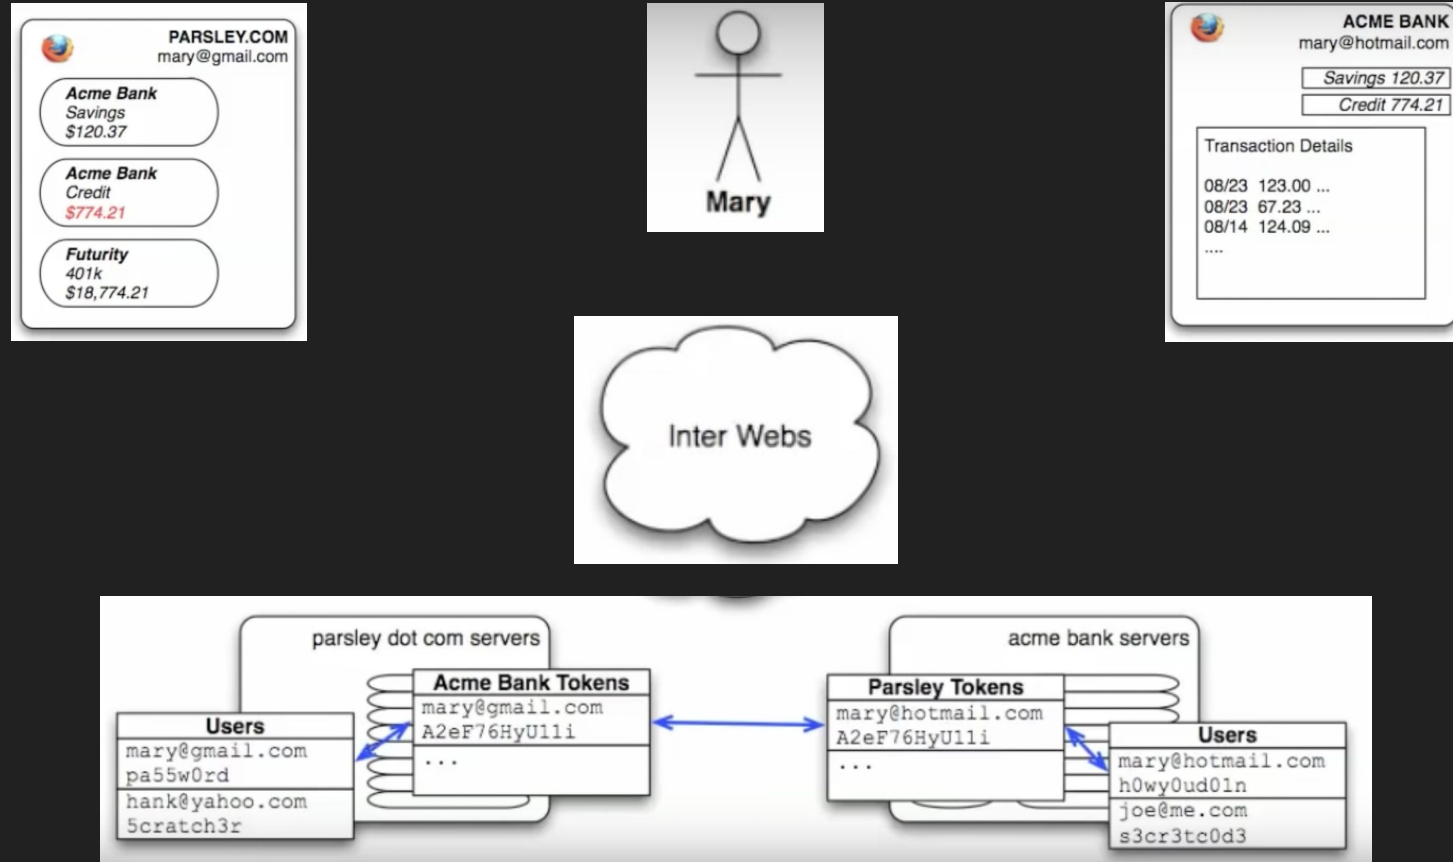 PARSLEY.COM
mary@gmail.com
Acme Bank
Savings
$120.37
Acme Bank
Credit
$774.21
Futurity
401k
$18,774.21
Mary
ACME BANK
mary@hotmail.com
Savings 120.37
Credit 774.21
Transaction Details
08/23 123.00 ...
08/23 67.23 ...
08/14 124.09 ...
....
Inter Webs
parsley dot com servers
Acme Bank Tokens
mary@gmail.com
A2eF76HyU1li
...
Users
mary@gmail.com
pa55w0rd
hank@yahoo.com
5cratch3r
acme bank servers
Parsley Tokens
mary@hotmail.com
A2eF76HyU1li
...
Users
mary@hotmail.com
h0wy0ud01n
joe@me.com
s3cr3tc0d3